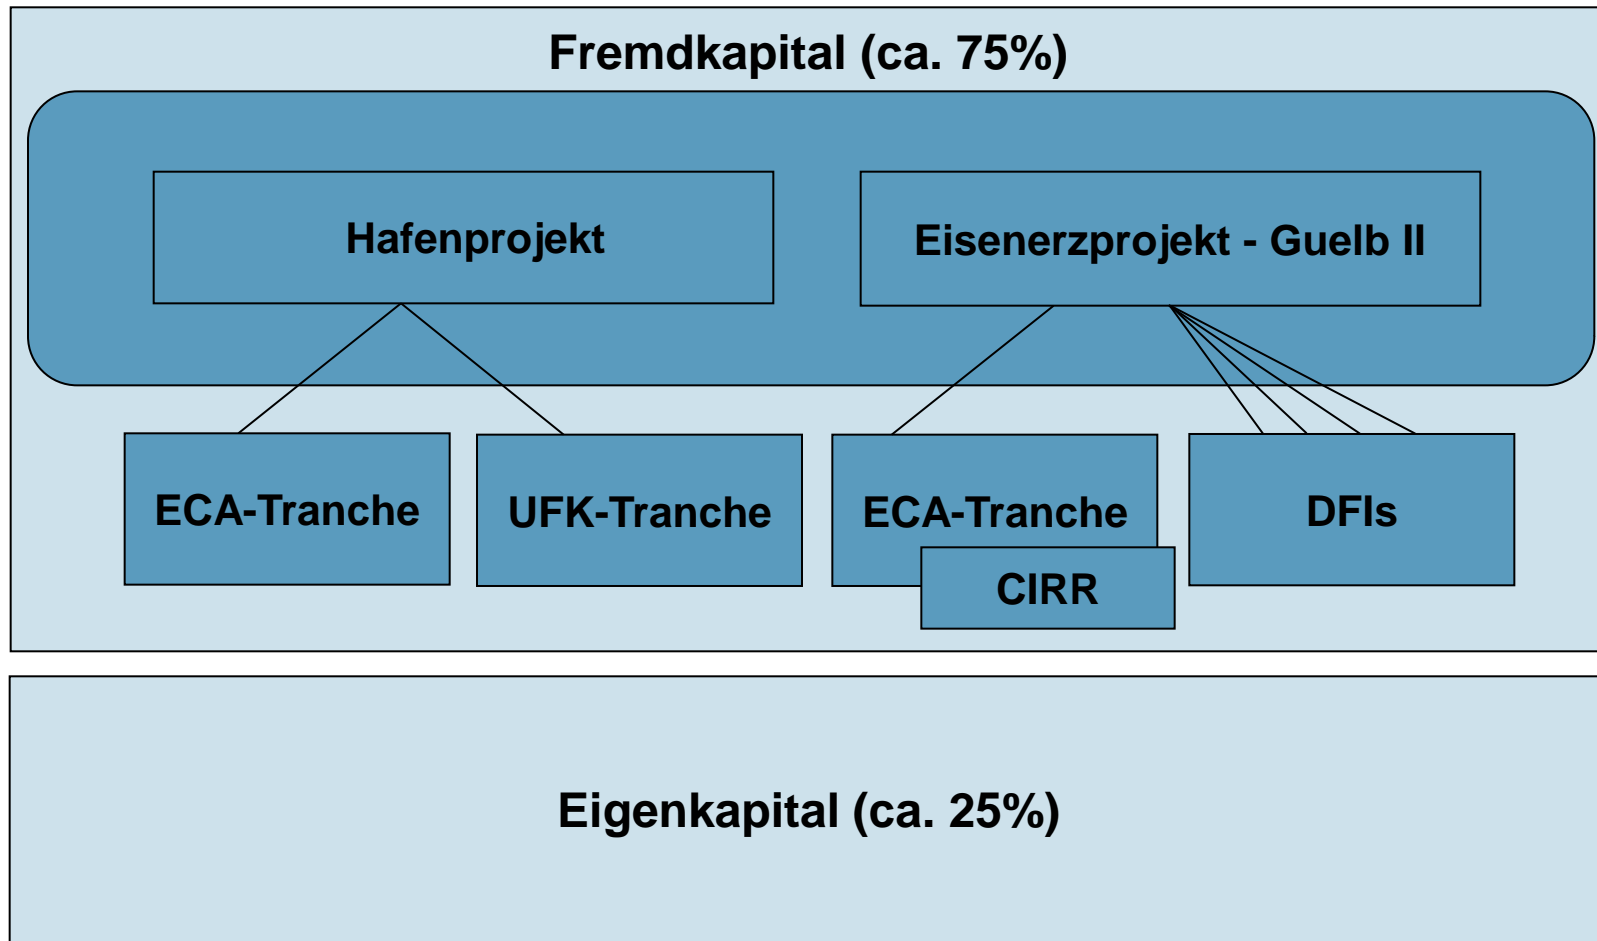 Fremdkapital (ca. 75%)
Hafenprojekt
Eisenerzprojekt - Guelb II
ECA-Tranche
UFK-Tranche
ECA-Tranche
DFIs
CIRR
Eigenkapital (ca. 25%)